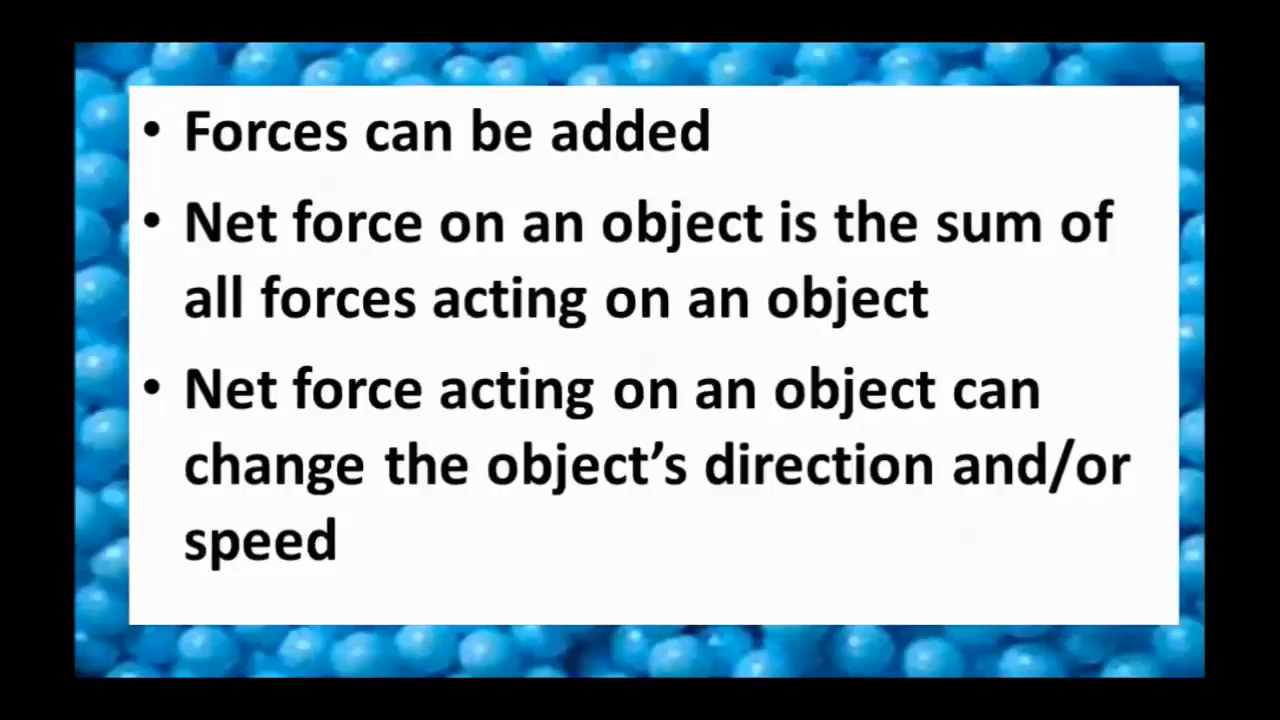 • Forces can be added
• Net force on an object is the sum of
all forces acting on an object
• Net force acting on an object can
change the object’s direction and/or
speed